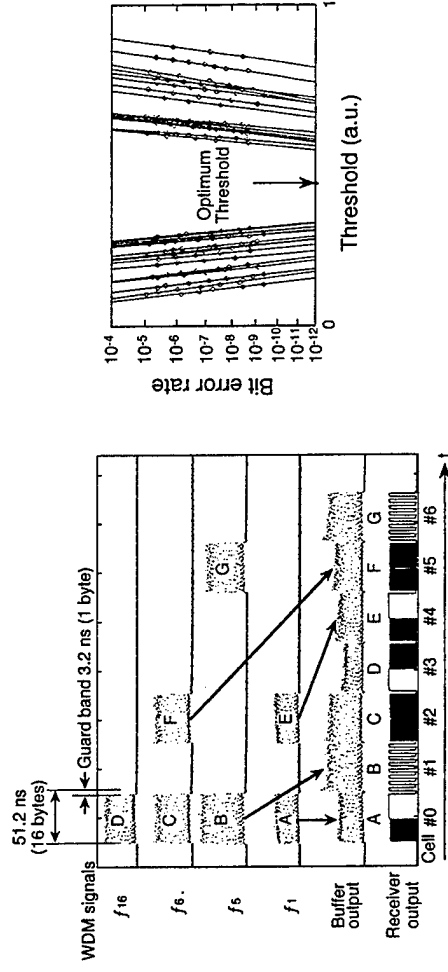 51.2 ns
(16 bytes)
Guard band 3.2 ns (1 byte)
WDM signals
f16
D
f6.
C
F
f5
B
G
f1
A
E
Buffer
output
A B C D E F G
Receiver
output
Cell #0 #1 #2 #3 #4 #5 #6
t
Bit error rate
10-4
10-5
10-6
10-7
10-8
10-9
10-10
10-11
10-12
Optimum
Threshold
0 1
Threshold (a.u.)